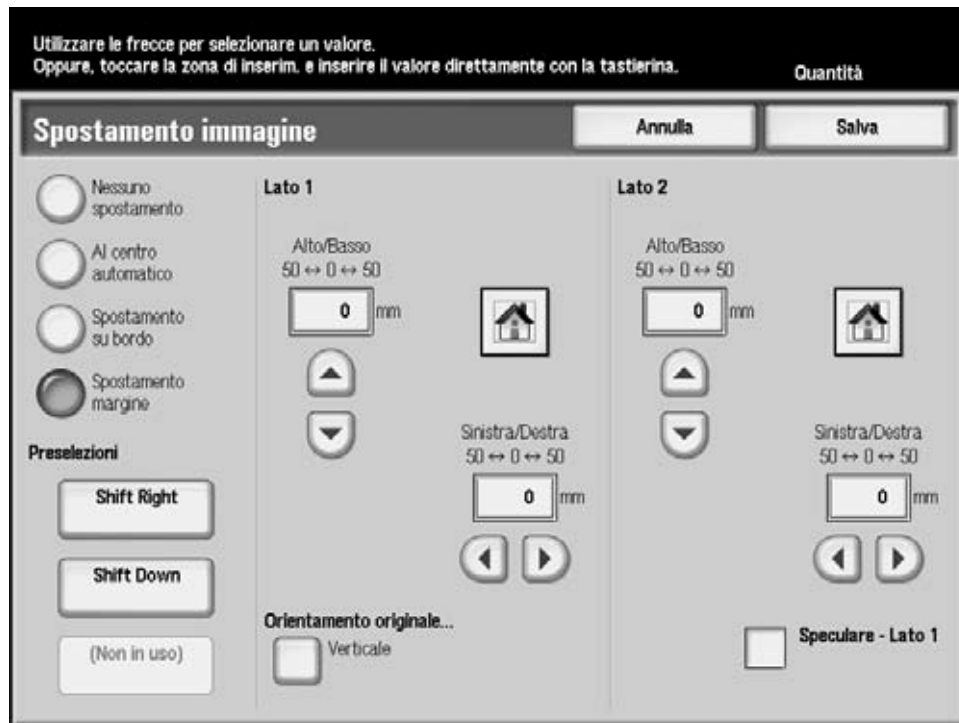 Utilizzare le frecce per selezionare un valore.
Oppure, toccare la zona di inserim. e inserire il valore direttamente con la tastierina.
Quantità
Spostamento immagine
Annulla
Salva
Nessuno
spostamento
Al centro
automatico
Spostamento
su bordo
Spostamento
margine
Preselezioni
Shift Right
Shift Down
(Non in uso)
Lato 1
Alto/Basso
50 ↔ 0 ↔ 50
0 mm
Sinistra/Destra
50 ↔ 0 ↔ 50
0 mm
Orientamento originale...
Verticale
Lato 2
Alto/Basso
50 ↔ 0 ↔ 50
0 mm
Sinistra/Destra
50 ↔ 0 ↔ 50
0 mm
Speculare - Lato 1